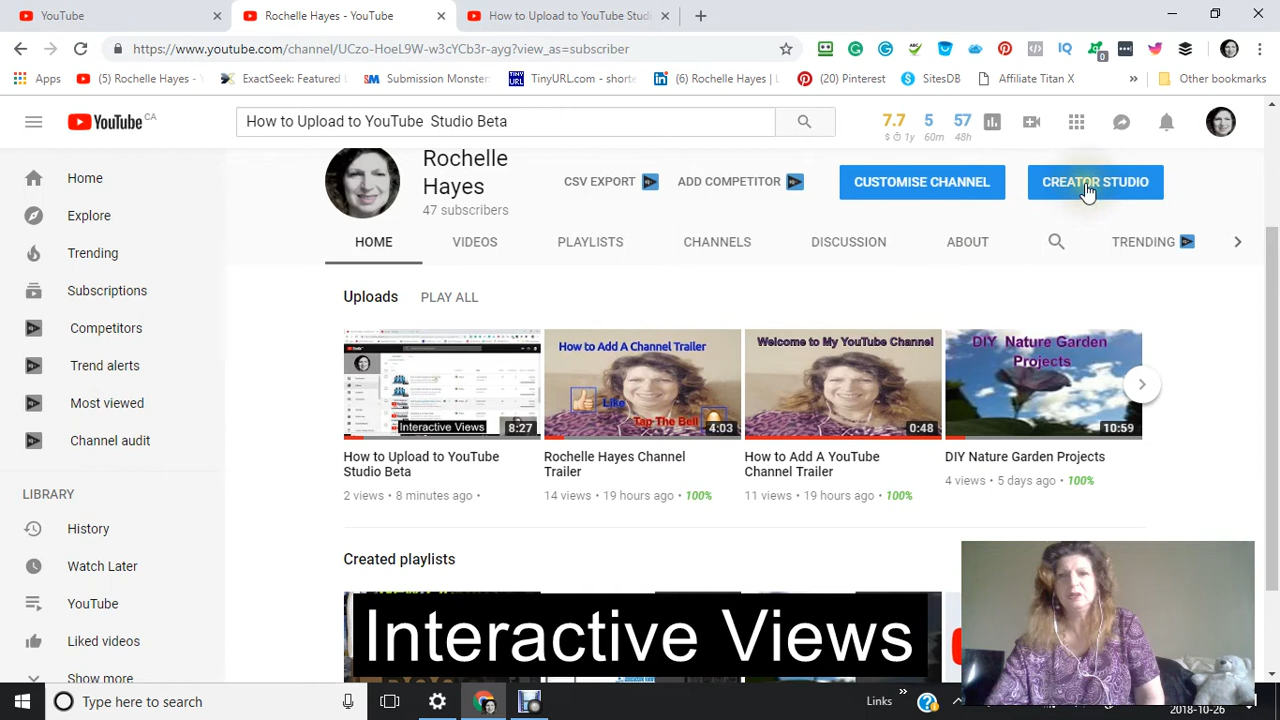 YouTube
Rochelle Hayes - YouTube
How to Upload to YouTube Studi
https://www.youtube.com/channel/UCzo-HoeL9W-w3cYCb3r-ayg?view_as=subscriber
Apps
(5) Rochelle Hayes -
ExactSeek: Featured
Submission Monster
TinyURL.com - shorte
(6) Rochelle Hayes |
(20) Pinterest
SitesDB
Affiliate Titan X
»
Other bookmarks
YouTube CA
How to Upload to YouTube Studio Beta
7.7 5 57
$ 1y 60m 48h
Rochelle
Hayes
47 subscribers
CSV EXPORT
ADD COMPETITOR
CUSTOMISE CHANNEL
CREATOR STUDIO
HOME VIDEOS PLAYLISTS CHANNELS DISCUSSION ABOUT TRENDING
Home
Explore
Trending
Subscriptions
Competitors
Trend alerts
Most viewed
Channel audit
LIBRARY
History
Watch Later
YouTube
Liked videos
Show more
Uploads PLAY ALL
Interactive Views
8:27
How to Upload to YouTube
Studio Beta
2 views • 8 minutes ago •
How to Add A Channel Trailer
Like
Tap The Bell
4:03
Rochelle Hayes Channel
Trailer
14 views • 19 hours ago • 100%
Welcome to My YouTube Channel
0:48
How to Add A YouTube
Channel Trailer
11 views • 19 hours ago • 100%
DIY Nature Garden
Projects
10:59
DIY Nature Garden Projects
4 views • 5 days ago • 100%
Created playlists
Interactive Views
Type here to search
Links
»
2018-10-26